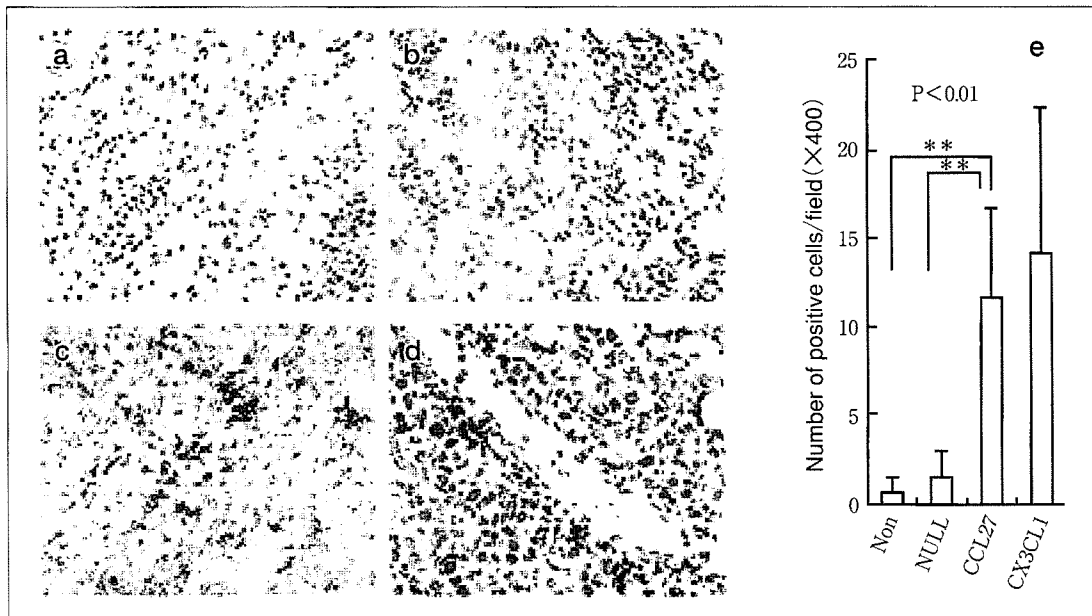 a
b
c
d
e
Number of positive cells/field (×400)
25
20
15
10
5
0
P<0.01
**
**
Non
NULL
CCL27
CX3CL1